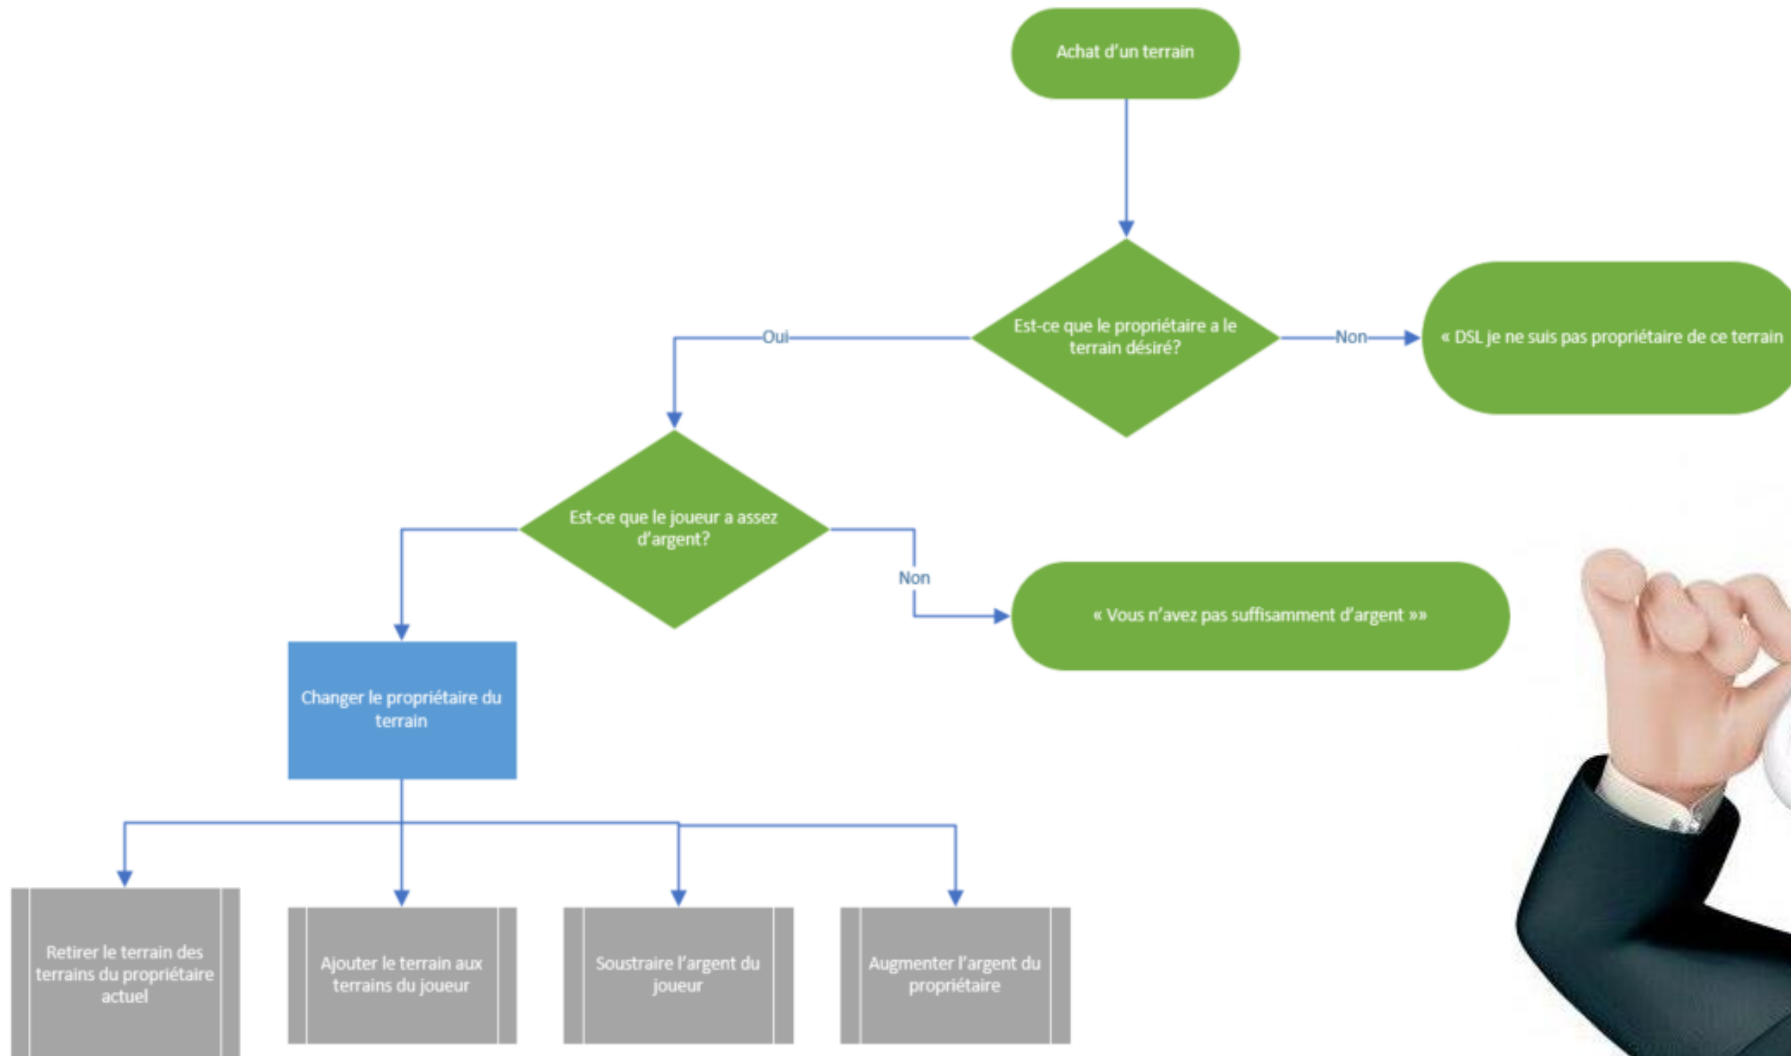 Achat d'un terrain
Est-ce que le propriétaire a le
terrain désiré?
Oui
Non
« DSL je ne suis pas propriétaire de ce terrain
Est-ce que le joueur a assez
d'argent?
Non
« Vous n'avez pas suffisamment d'argent »»
Changer le propriétaire du
terrain
Retirer le terrain des
terrains du propriétaire
actuel
Ajouter le terrain aux
terrains du joueur
Soustraire l'argent du
joueur
Augmenter l'argent du
propriétaire